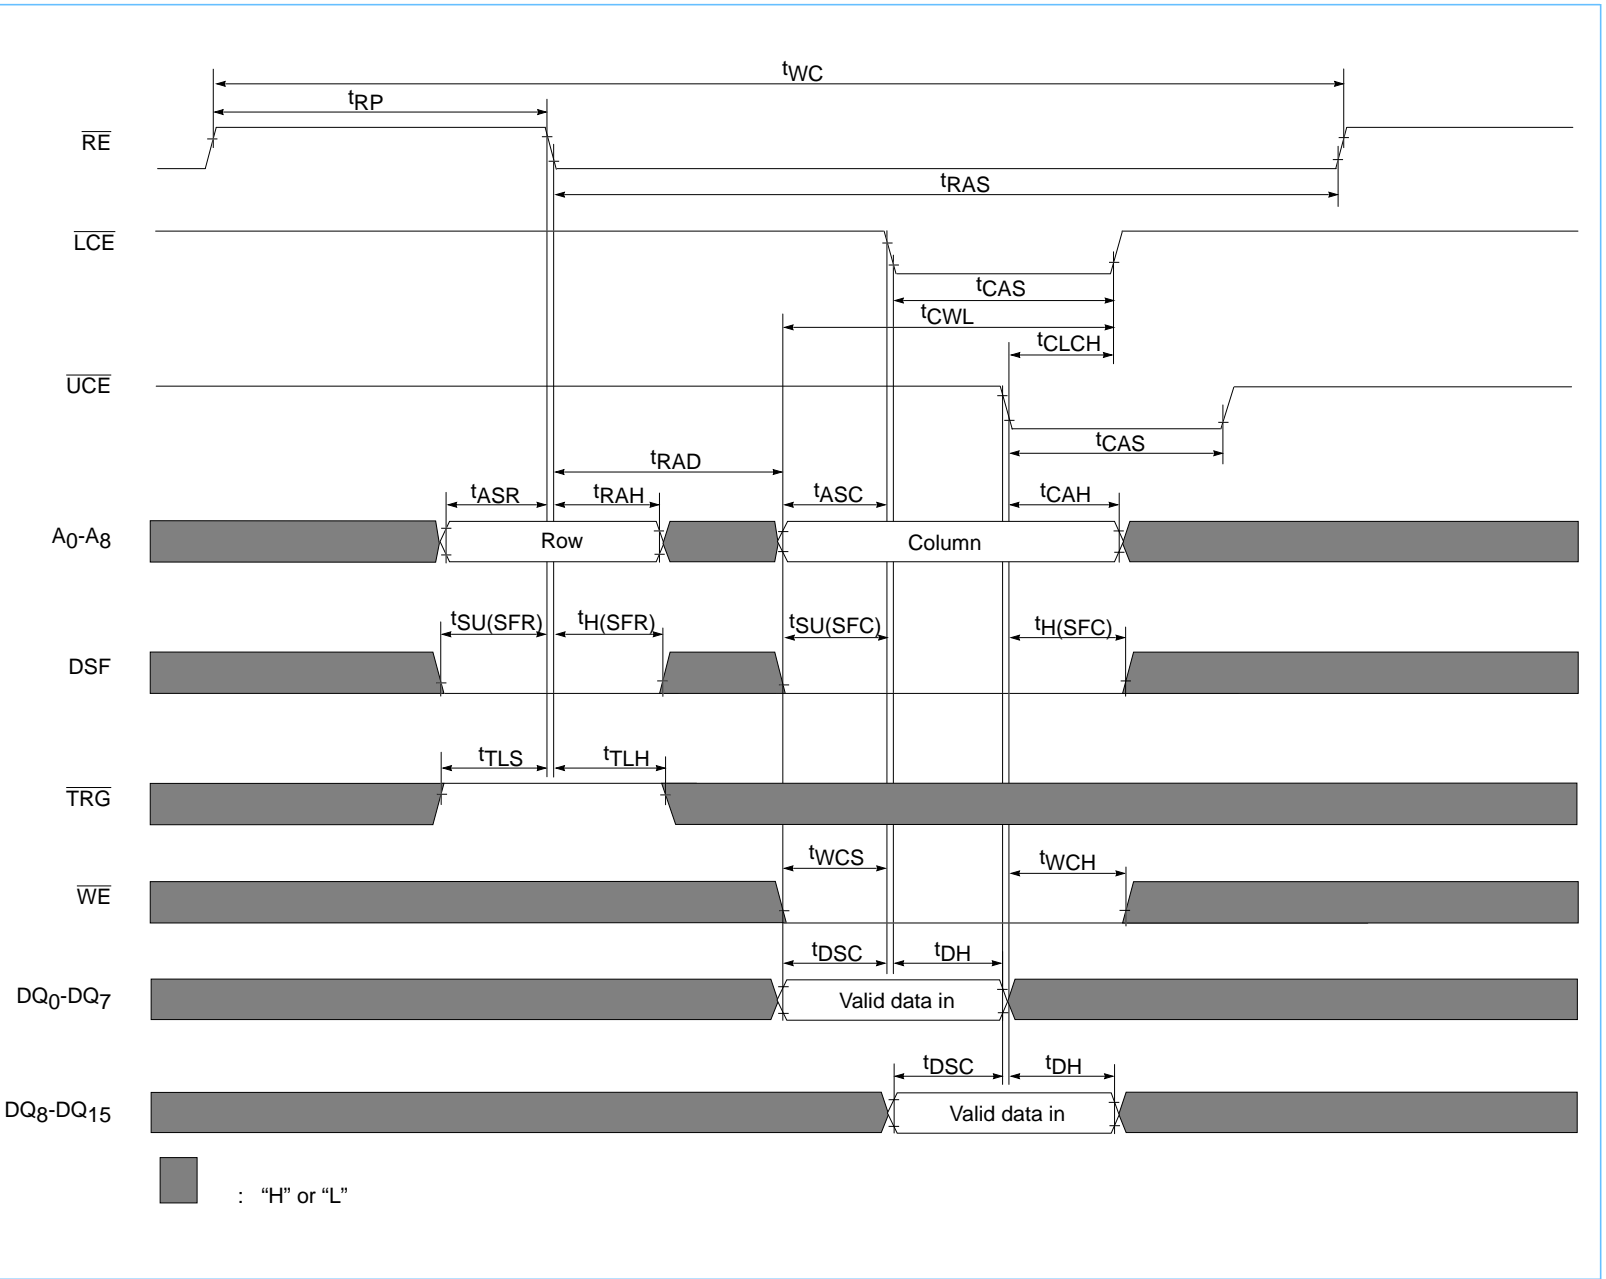 tWC
tRP
RE
tRAS
LCE
tCAS
tCWL
tCLCH
UCE
tCAS
tRAD
tASR tRAH tASC tCAH
A0-A8 Row Column
tSU(SFR) tH(SFR) tSU(SFC) tH(SFC)
DSF
tTLS tTLH
TRG
tWCS tWCH
WE
tDSC tDH
DQ0-DQ7 Valid data in
tDSC tDH
DQ8-DQ15 Valid data in
: “H” or “L”